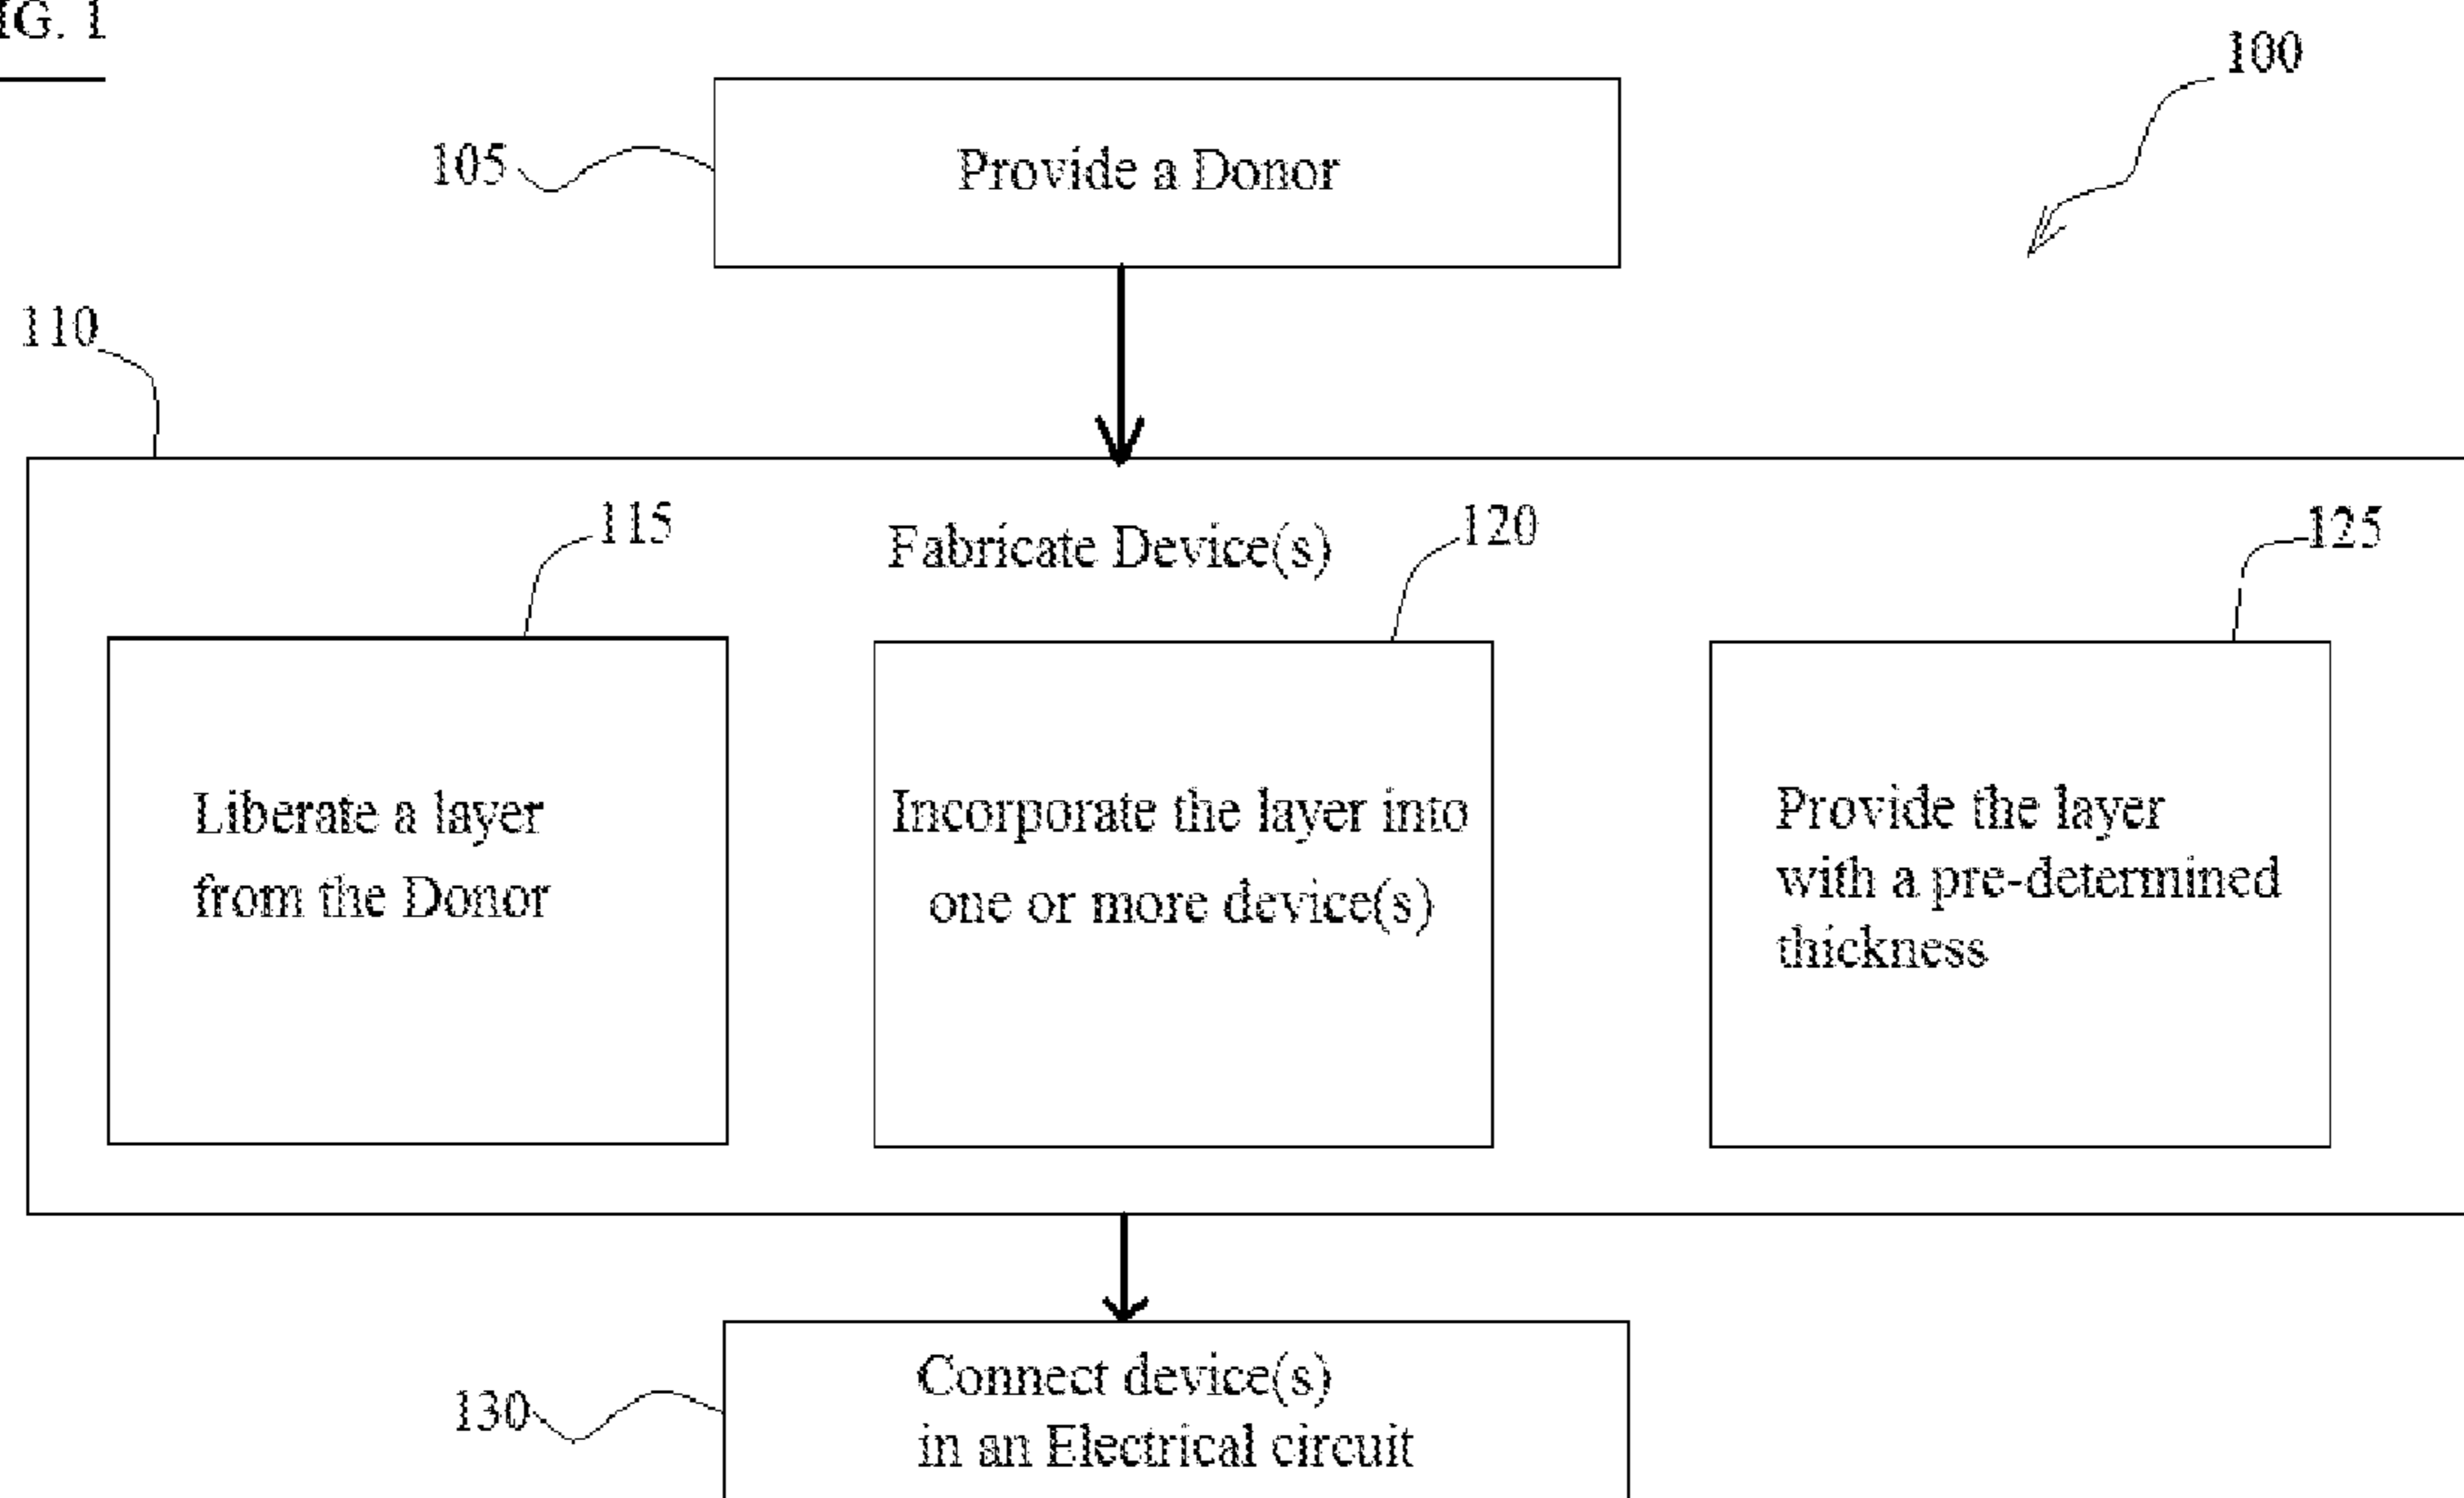 IG. 1
100
105
Provide a Donor
110
Fabricate Device(s)
115
120
125
Liberate a layer
from the Donor
Incorporate the layer into
one or more device(s)
Provide the layer
with a pre-determined
thickness
130
Connect device(s)
in an Electrical circuit